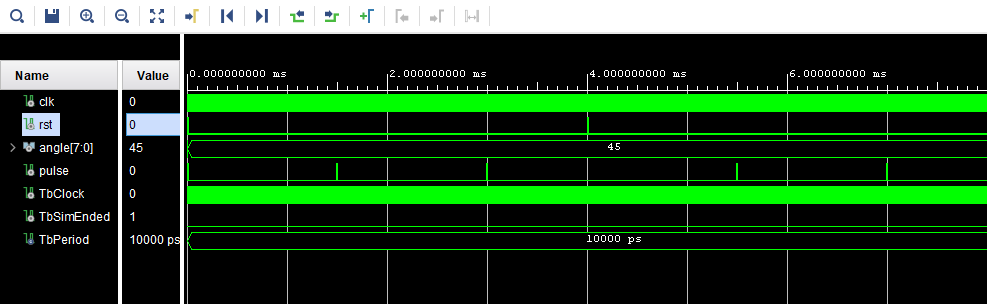 Name Value
0.000000000 ms 2.000000000 ms 4.000000000 ms 6.000000000 ms
clk 0
rst 0
angle[7:0] 45 45
pulse 0
TbClock 0
TbSimEnded 1
TbPeriod 10000 ps 10000 ps